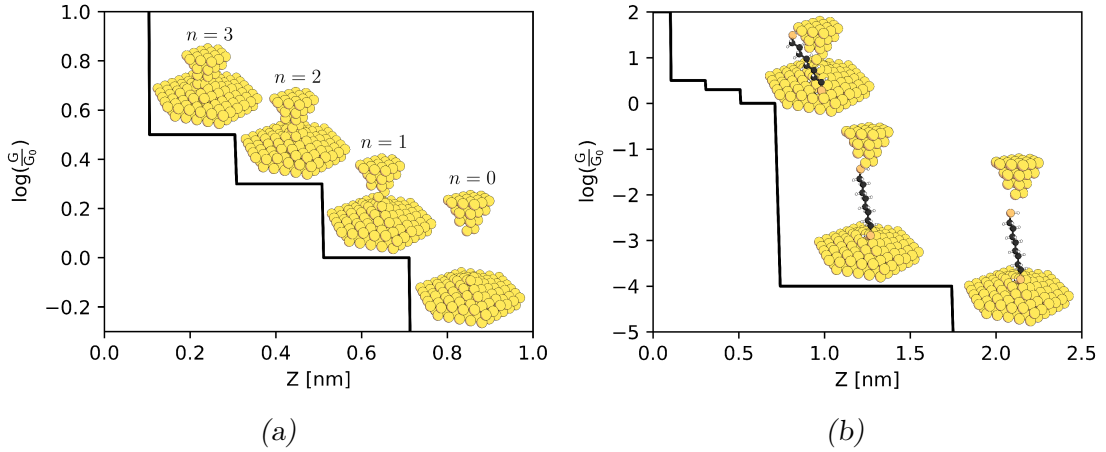 1.0
0.8
0.6
0.4
0.2
0.0
−0.2
log(G/G₀)
n = 3
n = 2
n = 1
n = 0
0.0 0.2 0.4 0.6 0.8 1.0
Z [nm]
(a)
2
1
0
−1
−2
−3
−4
−5
log(G/G₀)
0.0 0.5 1.0 1.5 2.0 2.5
Z [nm]
(b)